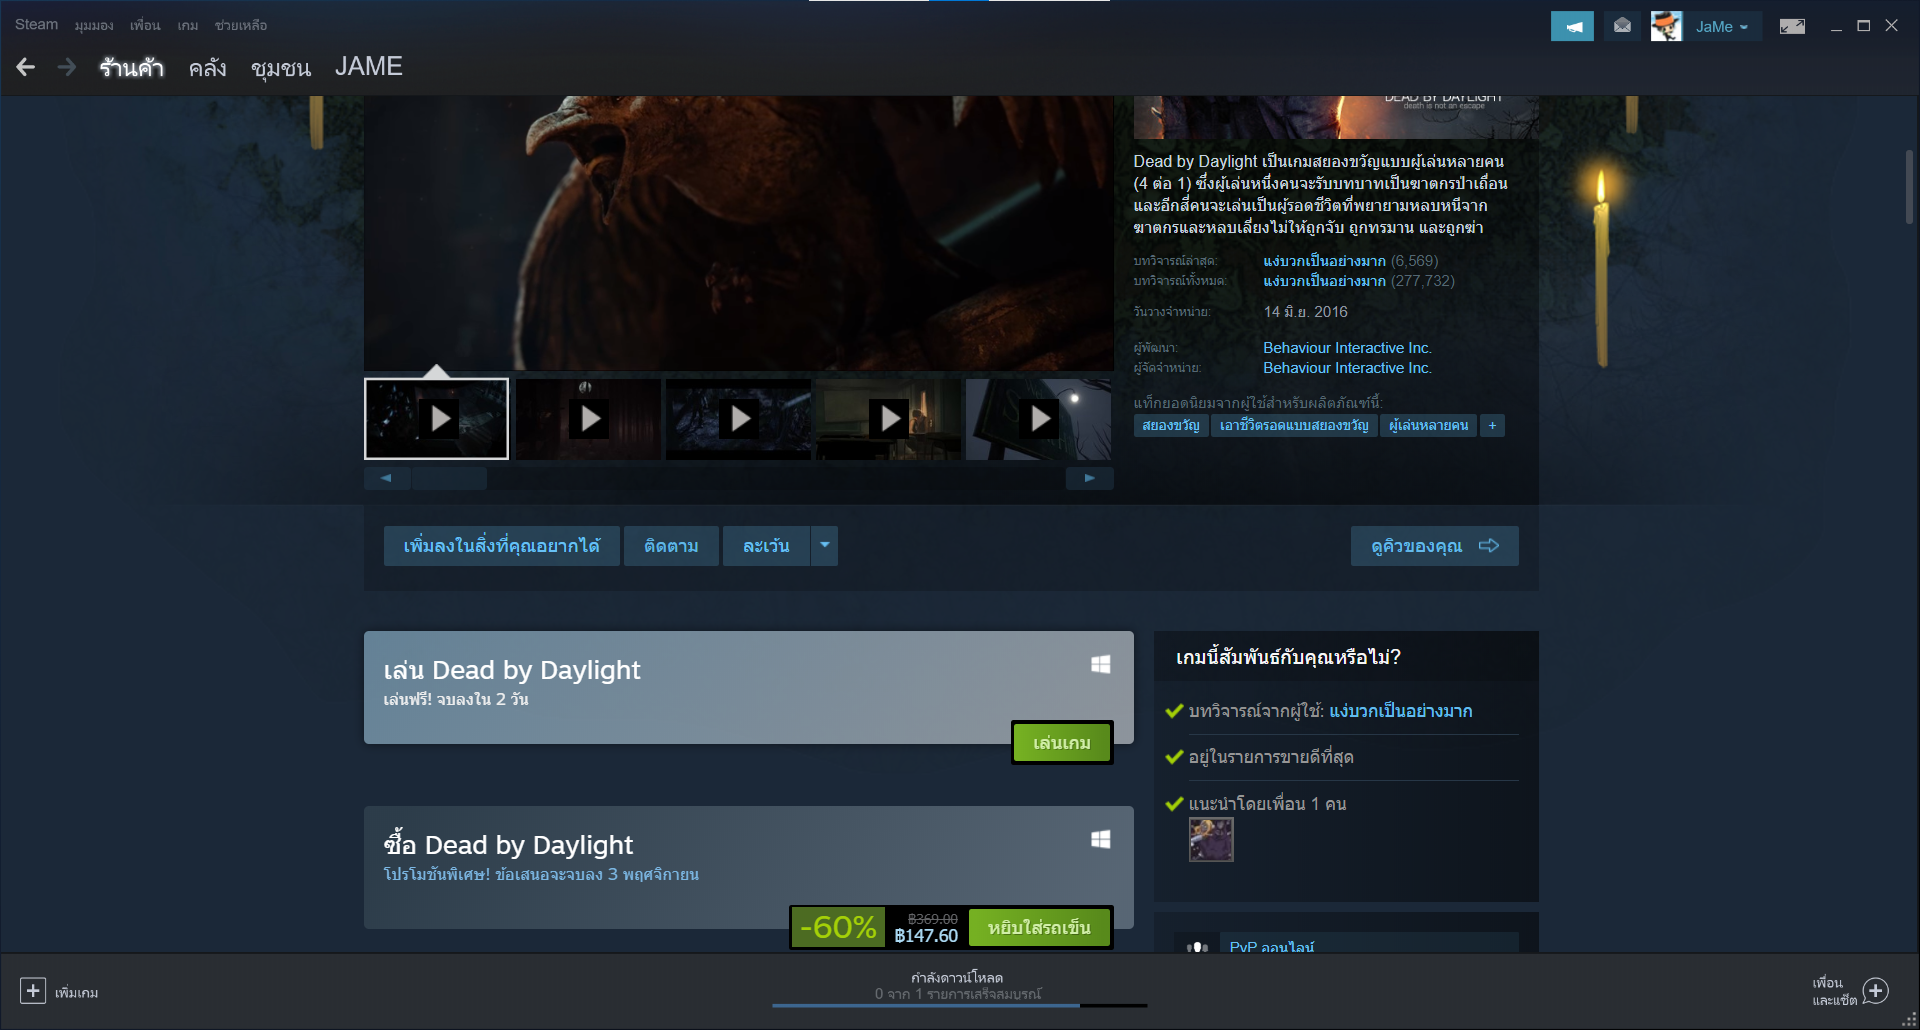 Steam มุมมอง เพื่อน เกม ช่วยเหลือ
JaMe
ร้านค้า คลัง ชุมชน JAME
DEAD BY DAYLIGHT
death is not an escape
Dead by Daylight เป็นเกมสยองขวัญแบบผู้เล่นหลายคน
(4 ต่อ 1) ซึ่งผู้เล่นหนึ่งคนจะรับบทบาทเป็นฆาตกรป่าเถื่อน
และอีกสี่คนจะเล่นเป็นผู้รอดชีวิตที่พยายามหลบหนีจาก
ฆาตกรและหลบเลี่ยงไม่ให้ถูกจับ ถูกทรมาน และถูกฆ่า
บทวิจารณ์ล่าสุด: แง่บวกเป็นอย่างมาก (6,569)
บทวิจารณ์ทั้งหมด: แง่บวกเป็นอย่างมาก (277,732)
วันวางจำหน่าย: 14 มิ.ย. 2016
ผู้พัฒนา: Behaviour Interactive Inc.
ผู้จัดจำหน่าย: Behaviour Interactive Inc.
แท็กยอดนิยมจากผู้ใช้สำหรับผลิตภัณฑ์นี้:
สยองขวัญ เอาชีวิตรอดแบบสยองขวัญ ผู้เล่นหลายคน +
เพิ่มลงในสิ่งที่คุณอยากได้ ติดตาม ละเว้น ดูคิวของคุณ
เล่น Dead by Daylight
เล่นฟรี! จบลงใน 2 วัน
เล่นเกม
ซื้อ Dead by Daylight
โปรโมชันพิเศษ! ข้อเสนอจะจบลง 3 พฤศจิกายน
-60% ฿369.00 ฿147.60 หยิบใส่รถเข็น
เกมนี้สัมพันธ์กับคุณหรือไม่?
บทวิจารณ์จากผู้ใช้: แง่บวกเป็นอย่างมาก
อยู่ในรายการขายดีที่สุด
แนะนำโดยเพื่อน 1 คน
PvP ออนไลน์
เพิ่มเกม
กำลังดาวน์โหลด
0 จาก 1 รายการเสร็จสมบูรณ์
เพื่อน
และแช็ต